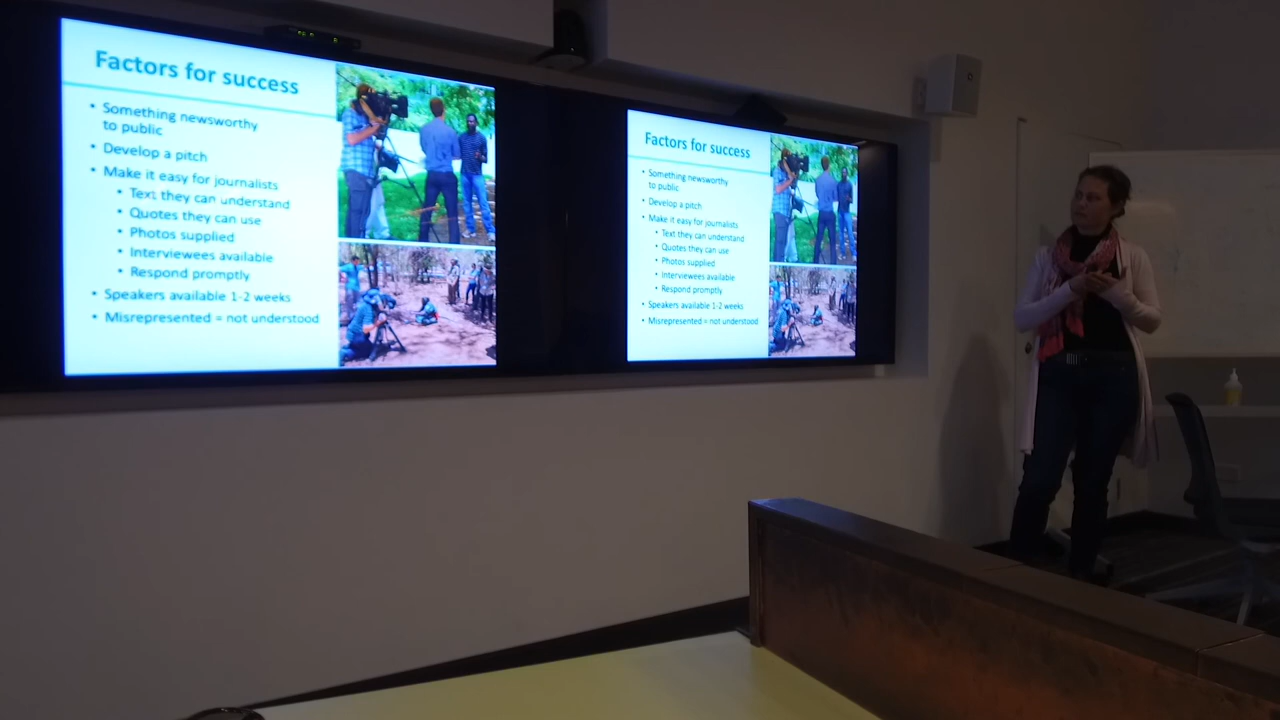 Factors for success
• Something newsworthy
to public
• Develop a pitch
• Make it easy for journalists
• Text they can understand
• Quotes they can use
• Photos supplied
• Interviewees available
• Respond promptly
• Speakers available 1-2 weeks
• Misrepresented = not understood
Factors for success
• Something newsworthy
to public
• Develop a pitch
• Make it easy for journalists
• Text they can understand
• Quotes they can use
• Photos supplied
• Interviewees available
• Respond promptly
• Speakers available 1-2 weeks
• Misrepresented = not understood